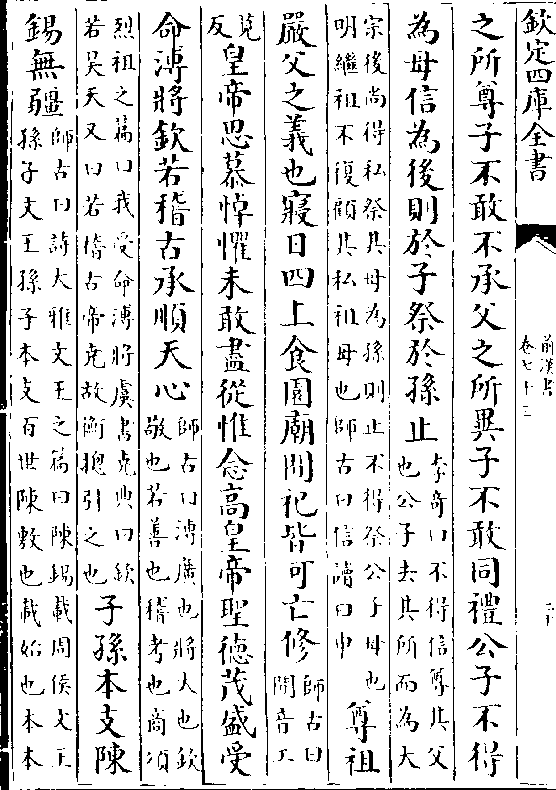 欽定四庫全書
前漢書
卷七十三
之所尊子不敢不承父之所異子不敢同禮公子不得
為母信為後則於子祭於孫止李奇曰不得信尊其父也公子去其所而為大
宗後尚得私祭其母為孫則止不得祭公子母也明繼祖不復顧其私祖母也師古曰信讀曰申尊祖
嚴父之義也寢日四上食園廟間祀皆可亡修師古曰間音工
莧反皇帝思慕悼懼未敢盡從惟念高皇帝聖德茂盛受
命溥將欽若稽古承順天心師古曰溥廣也將大也欽敬也若善也稽考也商頌
烈祖之篇曰我受命溥將虞書堯典曰欽若昊天又曰若稽古帝堯故衡總引之也子孫本支陳
錫無疆師古曰詩大雅文王之篇曰陳錫載周侯文王孫子文王孫子本支百世陳敷也載始也本本